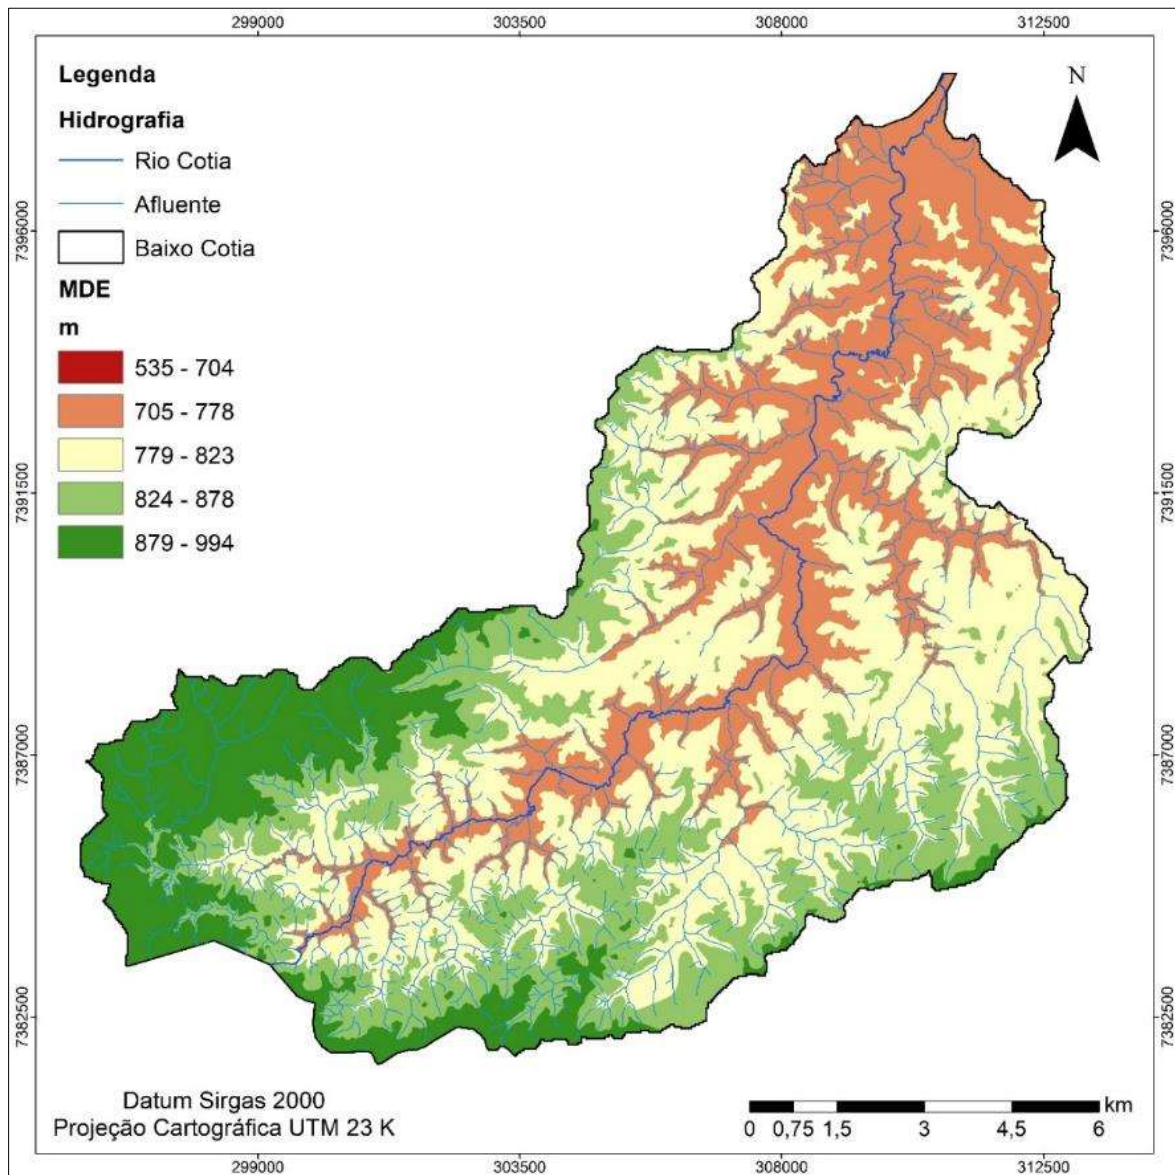 299000 303500 308000 312500
Legenda
N
Hidrografia
Rio Cotia
Afluente
7396000 7396000
Baixo Cotia
MDE
m
535 - 704
705 - 778
779 - 823
824 - 878
7391500 7391500
879 - 994
7387000 7387000
7382500 7382500
Datum Sirgas 2000
Projeção Cartográfica UTM 23 K
km
0 0,75 1,5 3 4,5 6
299000 303500 308000 312500